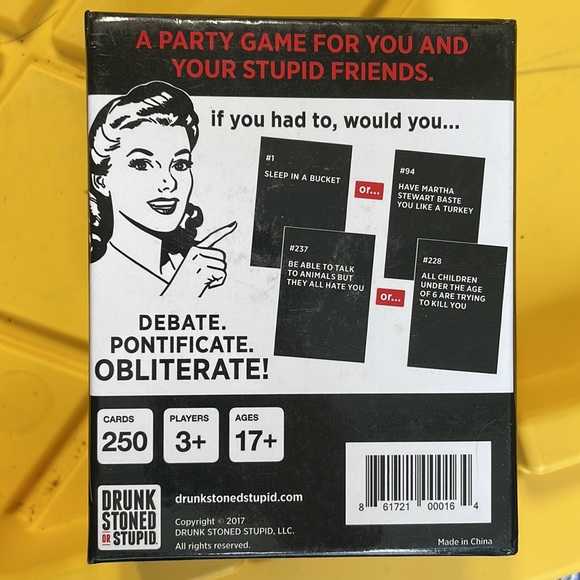 A PARTY GAME FOR YOU AND
YOUR STUPID FRIENDS.
if you had to, would you...
#1
SLEEP IN A BUCKET
or...
#94
HAVE MARTHA
STEWART BASTE
YOU LIKE A TURKEY
#237
BE ABLE TO TALK
TO ANIMALS BUT
THEY ALL HATE YOU
or...
#228
ALL CHILDREN
UNDER THE AGE
OF 6 ARE TRYING
TO KILL YOU
DEBATE.
PONTIFICATE.
OBLITERATE!
CARDS
250
PLAYERS
3+
AGES
17+
DRUNK
STONED
OR STUPID
drunkstonedstupid.com
Copyright © 2017
DRUNK STONED STUPID, LLC.
All rights reserved.
8 61721 00016 4
Made in China